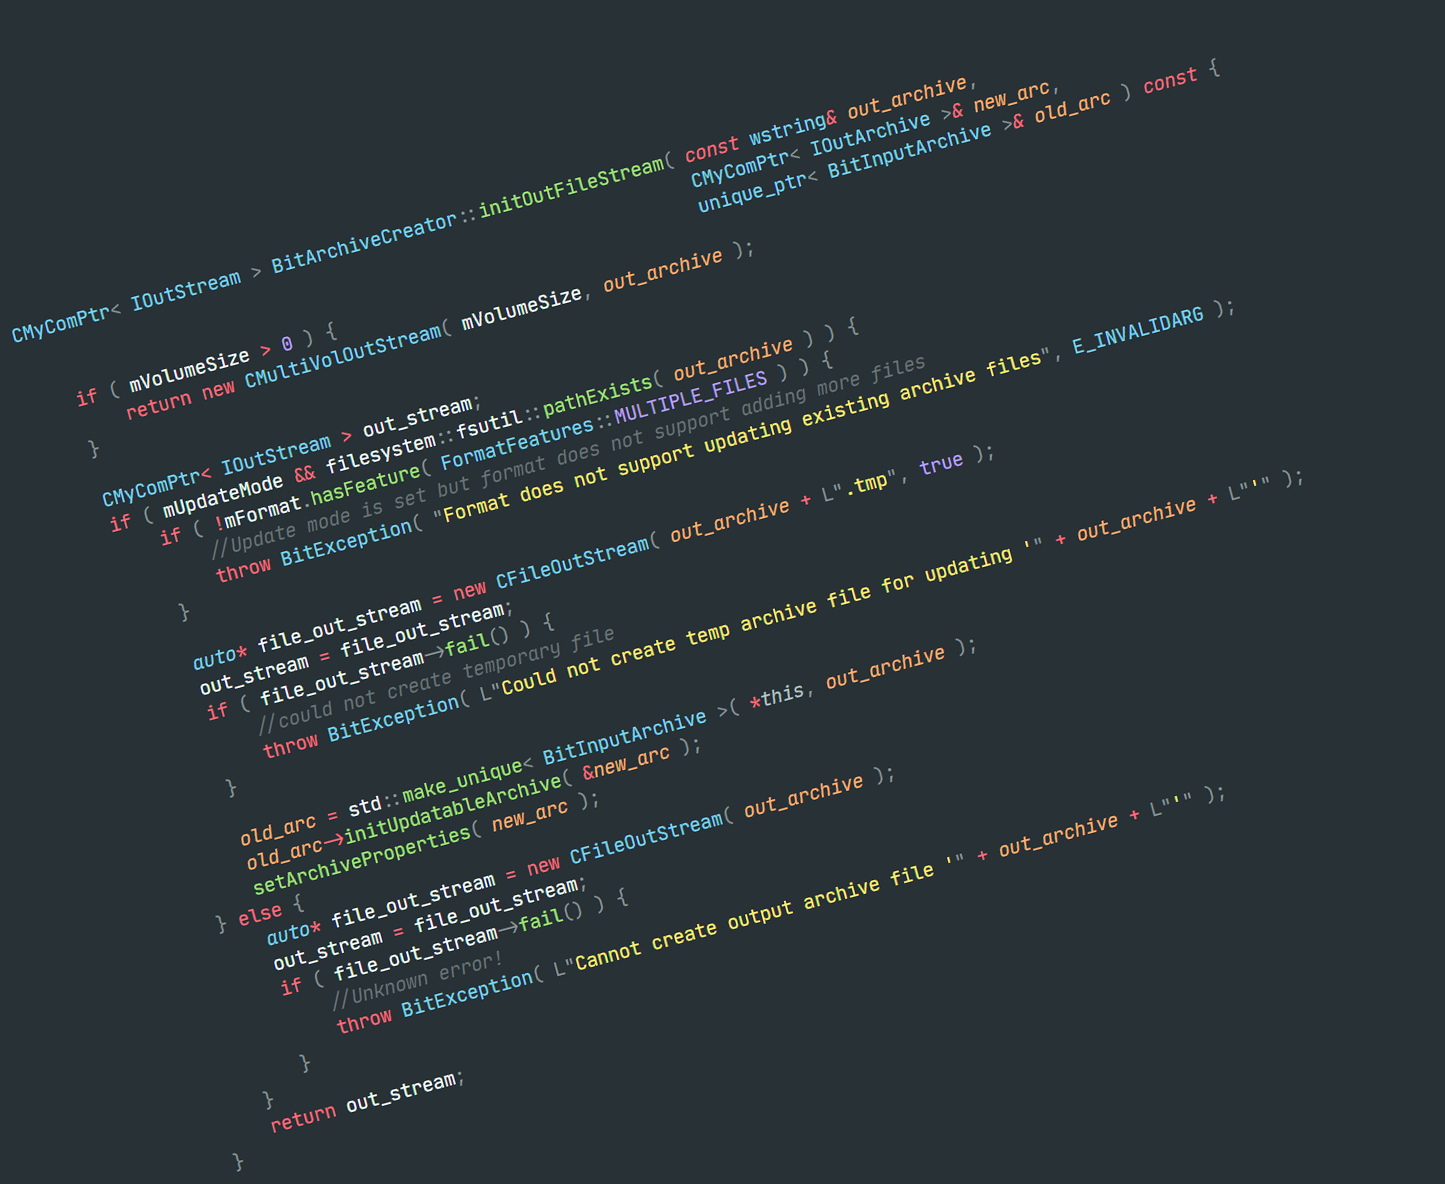 CMyComPtr< IOutStream > BitArchiveCreator::initOutFileStream( const wstring& out_archive,
CMyComPtr< IOutArchive >& new_arc,
unique_ptr< BitInputArchive >& old_arc ) const {
if ( mVolumeSize > 0 ) {
return new CMultiVolOutStream( mVolumeSize, out_archive );
}
CMyComPtr< IOutStream > out_stream;
if ( mUpdateMode && filesystem::fsutil::pathExists( out_archive ) ) {
if ( !mFormat.hasFeature( FormatFeatures::MULTIPLE_FILES ) ) {
//Update mode is set but format does not support adding more files
throw BitException( "Format does not support updating existing archive files", E_INVALIDARG );
}
auto* file_out_stream = new CFileOutStream( out_archive + L".tmp", true );
out_stream = file_out_stream;
if ( file_out_stream->fail() ) {
//could not create temporary file
throw BitException( L"Could not create temp archive file for updating '" + out_archive + L"'" );
}
old_arc = std::make_unique< BitInputArchive >( *this, out_archive );
old_arc->initUpdatableArchive( &new_arc );
setArchiveProperties( new_arc );
} else {
auto* file_out_stream = new CFileOutStream( out_archive );
out_stream = file_out_stream;
if ( file_out_stream->fail() ) {
//Unknown error!
throw BitException( L"Cannot create output archive file '" + out_archive + L"'" );
}
}
return out_stream;
}